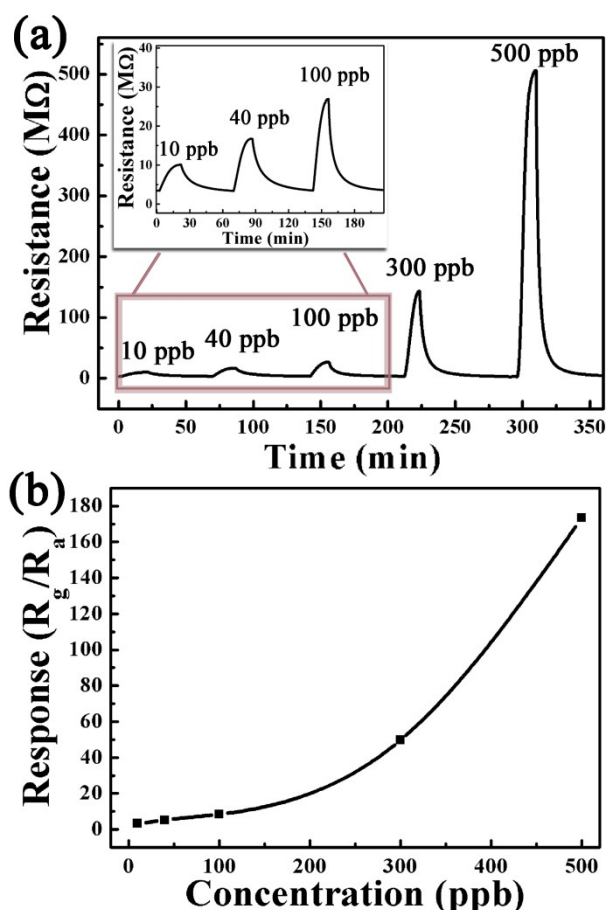 (a)
Resistance (MΩ)
500
400
300
200
100
0
40
30
20
10
0
Resistance (MΩ)
10 ppb
40 ppb
100 ppb
0 30 60 90 120 150 180
Time (min)
500 ppb
300 ppb
10 ppb
40 ppb
100 ppb
0 50 100 150 200 250 300 350
Time (min)
(b)
Response (Rg/Ra)
180
160
140
120
100
80
60
40
20
0
0 100 200 300 400 500
Concentration (ppb)